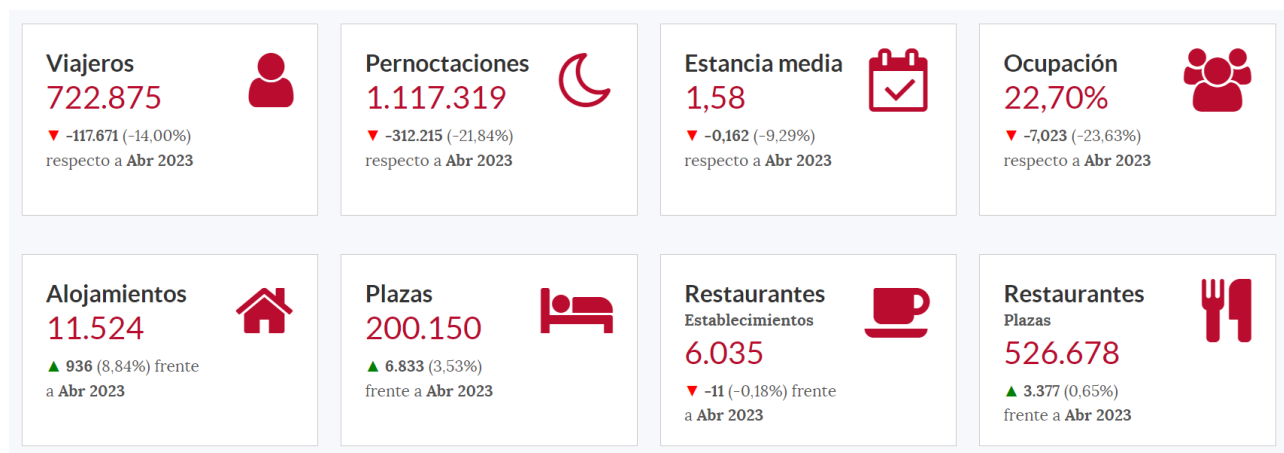 Viajeros
722.875
▼ -117.671 (-14,00%)
respecto a Abr 2023
Pernoctaciones
1.117.319
▼ -312.215 (-21,84%)
respecto a Abr 2023
Estancia media
1,58
▼ -0,162 (-9,29%)
respecto a Abr 2023
Ocupación
22,70%
▼ -7,023 (-23,63%)
respecto a Abr 2023
Alojamientos
11.524
▲ 936 (8,84%) frente
a Abr 2023
Plazas
200.150
▲ 6.833 (3,53%)
frente a Abr 2023
Restaurantes
Establecimientos
6.035
▼ -11 (-0,18%) frente
a Abr 2023
Restaurantes
Plazas
526.678
▲ 3.377 (0,65%)
frente a Abr 2023